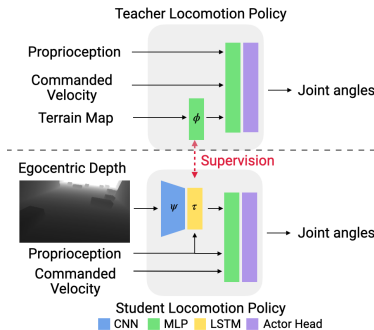 Teacher Locomotion Policy
Proprioception
Commanded
Velocity
Terrain Map
ϕ
Joint angles
Supervision
Egocentric Depth
ψ
τ
Proprioception
Commanded
Velocity
Joint angles
Student Locomotion Policy
CNN MLP LSTM Actor Head